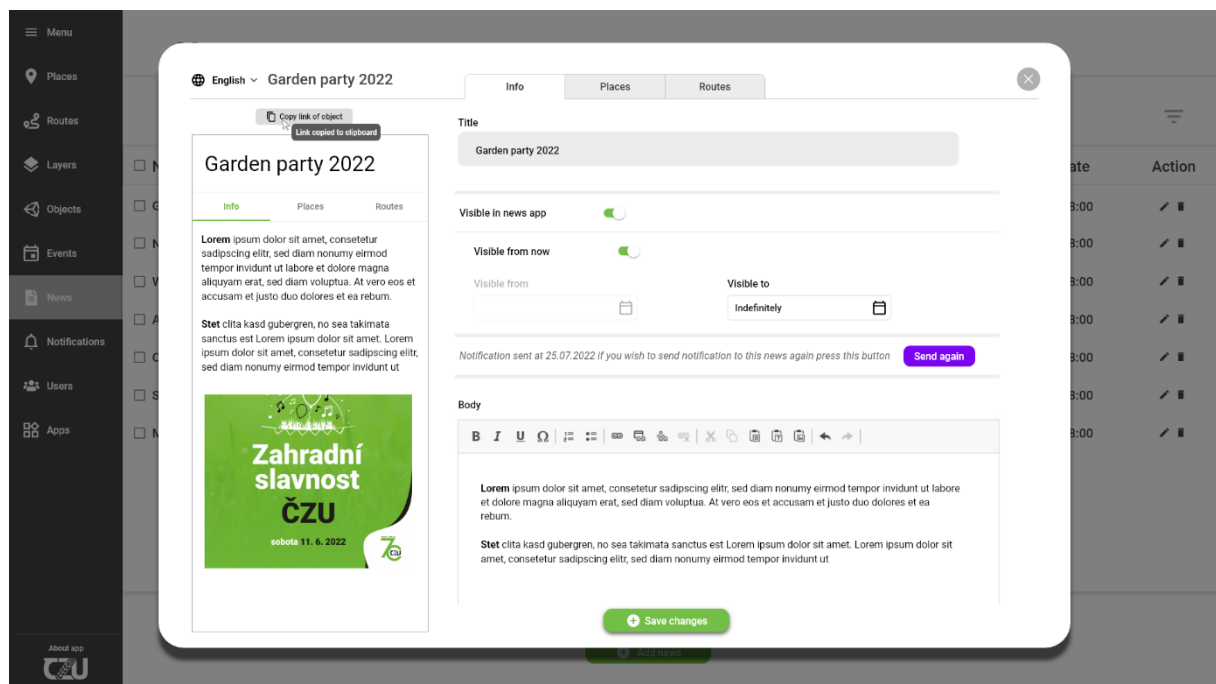 Menu
Places
Routes
Layers
Objects
Events
News
Notifications
Users
Apps
About app
CZU
English
Garden party 2022
Copy link of object
Link copied to clipboard
Garden party 2022
Info Places Routes
Lorem ipsum dolor sit amet, consetetur
sadipscing elitr, sed diam nonumy eirmod
tempor invidunt ut labore et dolore magna
aliquyam erat, sed diam voluptua. At vero eos et
accusam et justo duo dolores et ea rebum.
Stet clita kasd gubergren, no sea takimata
sanctus est Lorem ipsum dolor sit amet. Lorem
ipsum dolor sit amet, consetetur sadipscing elitr,
sed diam nonumy eirmod tempor invidunt ut
Zahradní
slavnost
ČZU
sobota 11. 6. 2022
Info Places Routes
Title
Garden party 2022
Visible in news app
Visible from now
Visible from
Visible to
Indefinitely
Notification sent at 25.07.2022 if you wish to send notification to this news again press this button
Send again
Body
B I U Ω
Lorem ipsum dolor sit amet, consetetur sadipscing elitr, sed diam nonumy eirmod tempor invidunt ut labore
et dolore magna aliquyam erat, sed diam voluptua. At vero eos et accusam et justo duo dolores et ea
rebum.
Stet clita kasd gubergren, no sea takimata sanctus est Lorem ipsum dolor sit amet. Lorem ipsum dolor sit
amet, consetetur sadipscing elitr, sed diam nonumy eirmod tempor invidunt ut
Save changes
Add news
Action